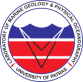 LABORATORY OF MARINE GEOLOGY & PHYSICAL OCEANOGRAPHY
UNIVERSITY OF PATRAS